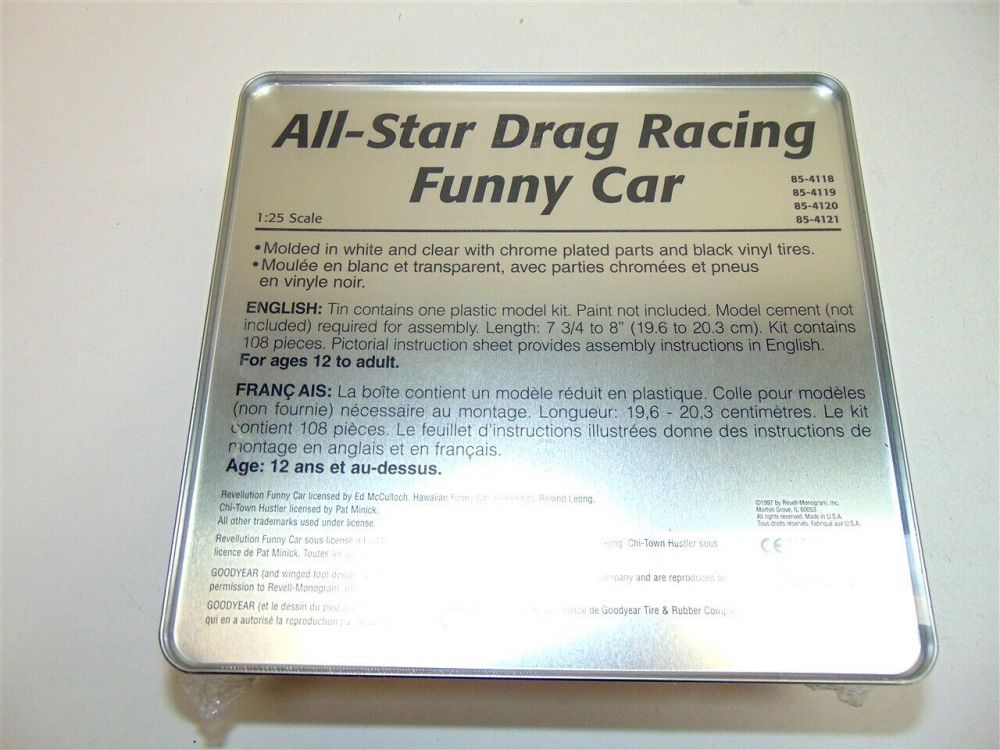 All-Star Drag Racing
Funny Car
85-4118
85-4119
85-4120
85-4121
1:25 Scale
• Molded in white and clear with chrome plated parts and black vinyl tires.
• Moulée en blanc et transparent, avec parties chromées et pneus
en vinyle noir.
ENGLISH: Tin contains one plastic model kit. Paint not included. Model cement (not
included) required for assembly. Length: 7 3/4 to 8" (19.6 to 20.3 cm). Kit contains
108 pieces. Pictorial instruction sheet provides assembly instructions in English.
For ages 12 to adult.
FRANÇAIS: La boîte contient un modèle réduit en plastique. Colle pour modèles
(non fournie) nécessaire au montage. Longueur: 19,6 - 20,3 centimètres. Le kit
contient 108 pièces. Le feuillet d'instructions illustrées donne des instructions de
montage en anglais et en français.
Age: 12 ans et au-dessus.
Revellution Funny Car licensed by Ed McCulloch, Hawaiian Funny Car licensed by Roland Leong,
Chi-Town Hustler licensed by Pat Minick.
All other trademarks used under license.
©1997 by Revell-Monogram, Inc.
Morton Grove, IL 60053.
All rights reserved. Made in U.S.A.
Tous droits réservés. Fabriqué aux U.S.A.
Revellution Funny Car sous license Chi-Town Hustler sous
licence de Pat Minick. Toutes
CE
GOODYEAR (and winged foot company and are reproduced by
permission to Revell-Monogram
GOODYEAR (et le dessin du de Goodyear Tire & Rubber
qui en a autorisé la reproduction